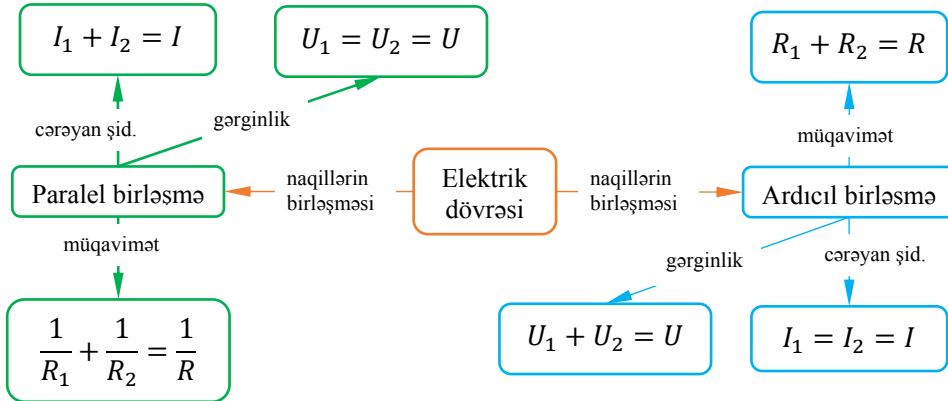 I₁ + I₂ = I
U₁ = U₂ = U
R₁ + R₂ = R
cərəyan şid.
gərginlik
müqavimət
Paralel birləşmə
naqillərin
birləşməsi
Elektrik
dövrəsi
naqillərin
birləşməsi
Ardıcıl birləşmə
müqavimət
gərginlik
cərəyan şid.
1/R₁ + 1/R₂ = 1/R
U₁ + U₂ = U
I₁ = I₂ = I